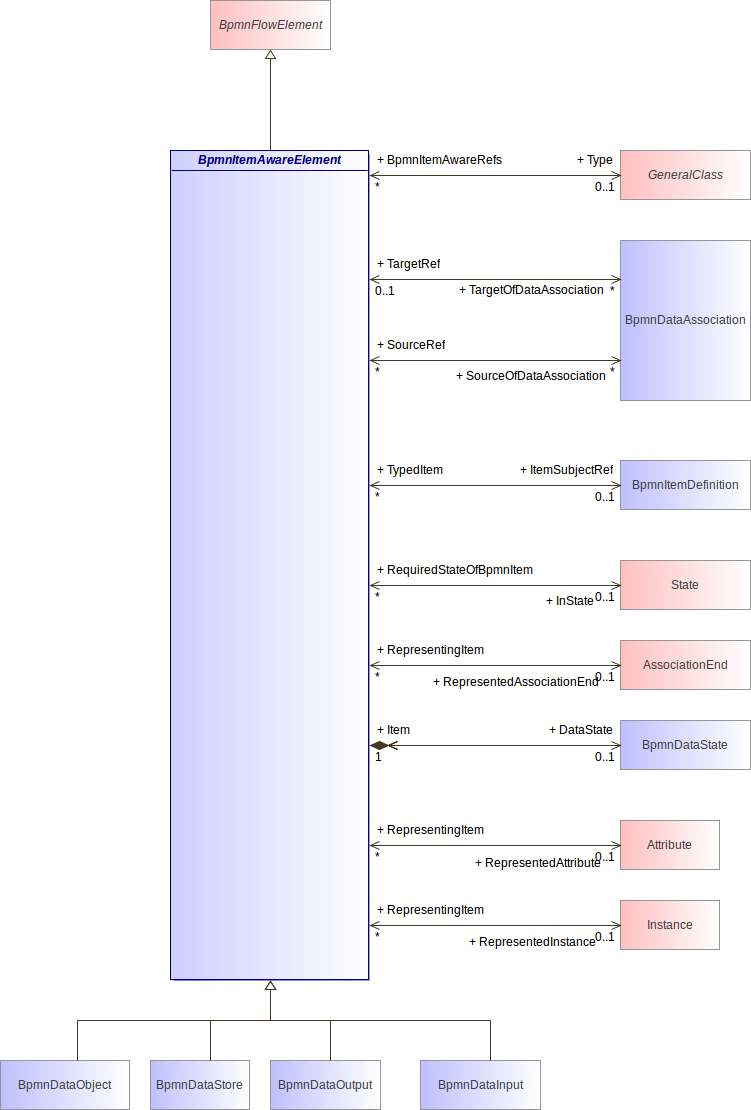 BpmnFlowElement
BpmnItemAwareElement
+ BpmnItemAwareRefs
+ Type
GeneralClass
*
0..1
+ TargetRef
0..1
+ TargetOfDataAssociation
*
BpmnDataAssociation
+ SourceRef
*
+ SourceOfDataAssociation
*
+ TypedItem
+ ItemSubjectRef
*
0..1
BpmnItemDefinition
+ RequiredStateOfBpmnItem
*
+ InState
0..1
State
+ RepresentingItem
*
+ RepresentedAssociationEnd
0..1
AssociationEnd
+ Item
+ DataState
1
0..1
BpmnDataState
+ RepresentingItem
*
+ RepresentedAttribute
0..1
Attribute
+ RepresentingItem
*
+ RepresentedInstance
0..1
Instance
BpmnDataObject
BpmnDataStore
BpmnDataOutput
BpmnDataInput